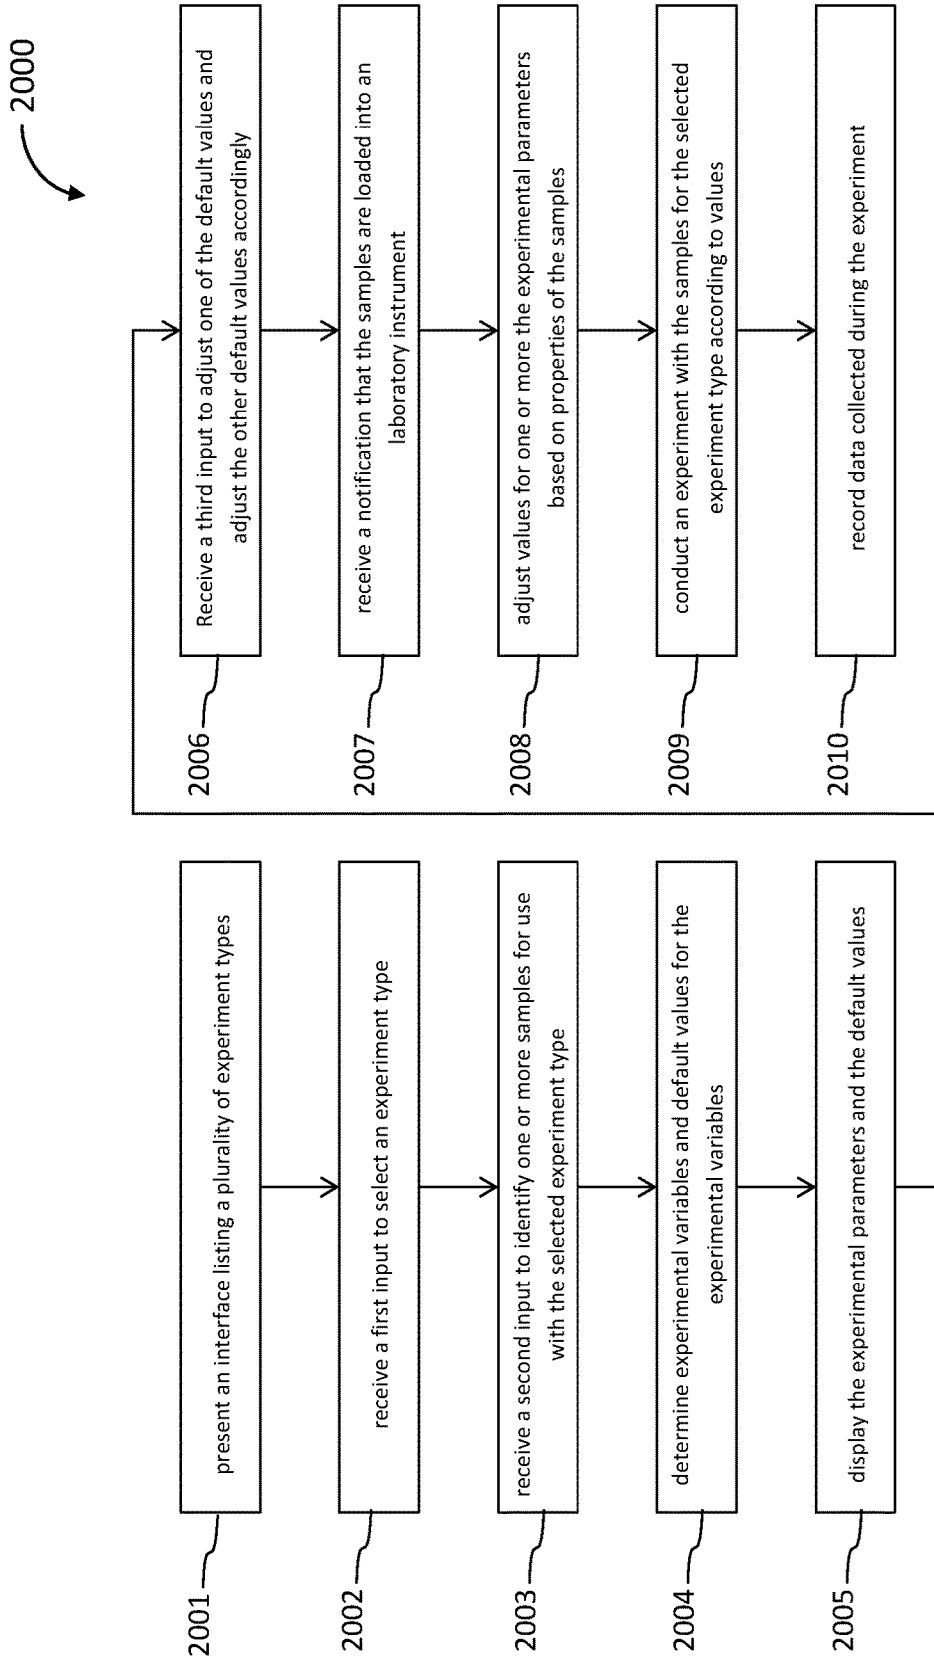 2000
2001
present an interface listing a plurality of experiment types
2002
receive a first input to select an experiment type
2003
receive a second input to identify one or more samples for use
with the selected experiment type
2004
determine experimental variables and default values for the
experimental variables
2005
display the experimental parameters and the default values
2006
Receive a third input to adjust one of the default values and
adjust the other default values accordingly
2007
receive a notification that the samples are loaded into an
laboratory instrument
2008
adjust values for one or more the experimental parameters
based on properties of the samples
2009
conduct an experiment with the samples for the selected
experiment type according to values
2010
record data collected during the experiment